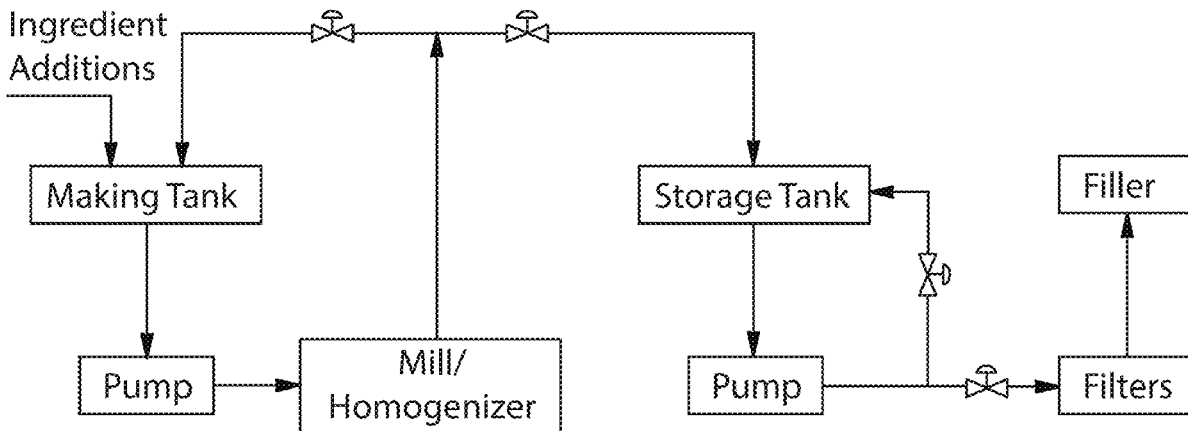 Ingredient
Additions
Making Tank
Storage Tank
Filler
Pump
Mill/
Homogenizer
Pump
Filters